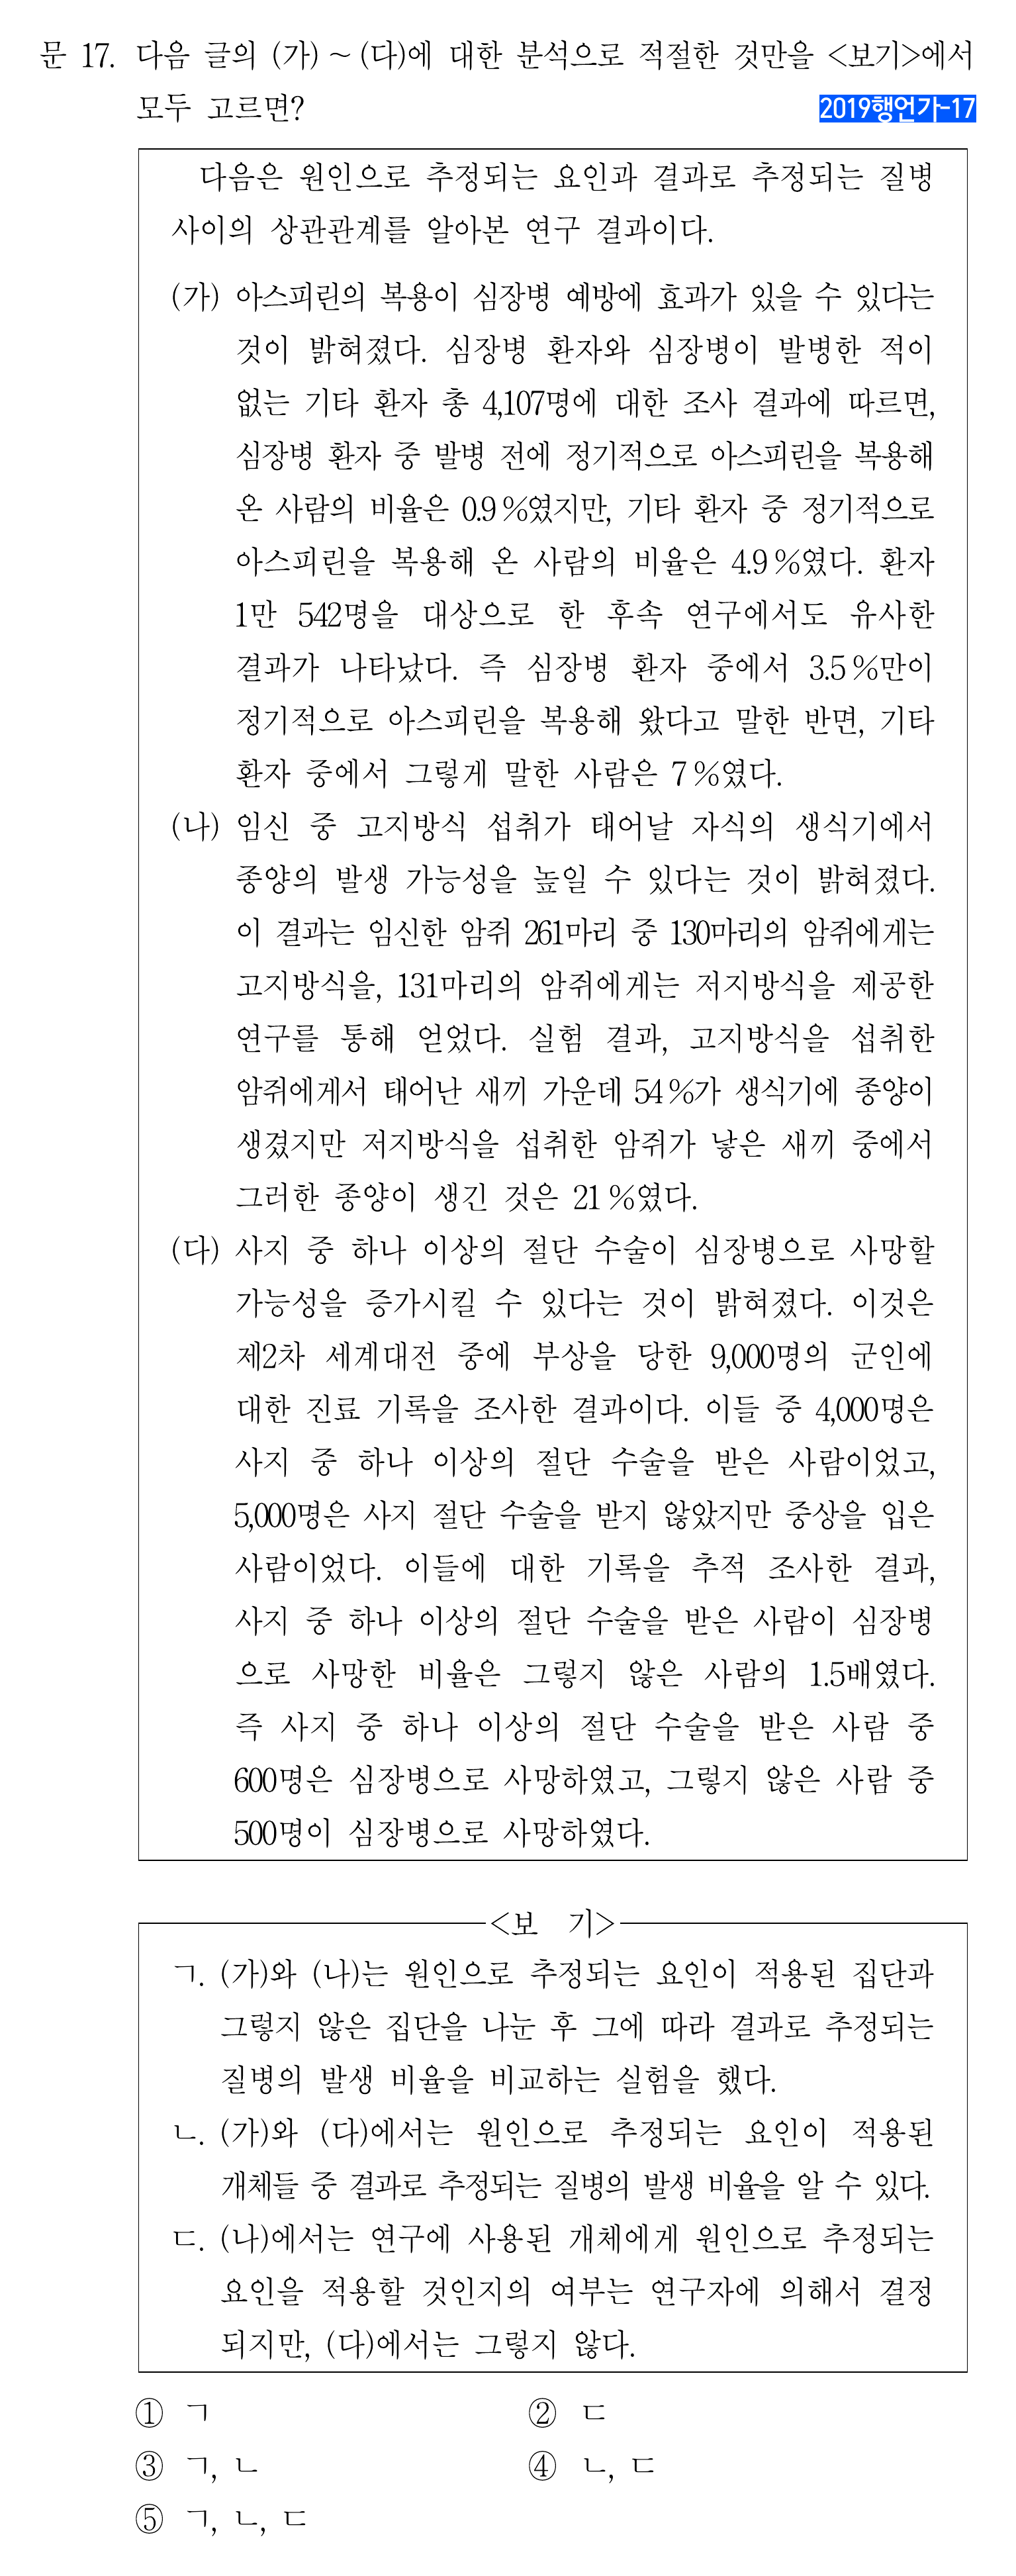 문 17. 다음 글의 (가) ~ (다)에 대한 분석으로 적절한 것만을 <보기>에서
모두 고르면?
2019행언가-17
다음은 원인으로 추정되는 요인과 결과로 추정되는 질병
사이의 상관관계를 알아본 연구 결과이다.
(가) 아스피린의 복용이 심장병 예방에 효과가 있을 수 있다는
것이 밝혀졌다. 심장병 환자와 심장병이 발병한 적이
없는 기타 환자 총 4,107명에 대한 조사 결과에 따르면,
심장병 환자 중 발병 전에 정기적으로 아스피린을 복용해
온 사람의 비율은 0.9 %였지만, 기타 환자 중 정기적으로
아스피린을 복용해 온 사람의 비율은 4.9 %였다. 환자
1만 542명을 대상으로 한 후속 연구에서도 유사한
결과가 나타났다. 즉 심장병 환자 중에서 3.5 %만이
정기적으로 아스피린을 복용해 왔다고 말한 반면, 기타
환자 중에서 그렇게 말한 사람은 7 %였다.
(나) 임신 중 고지방식 섭취가 태어날 자식의 생식기에서
종양의 발생 가능성을 높일 수 있다는 것이 밝혀졌다.
이 결과는 임신한 암쥐 261마리 중 130마리의 암쥐에게는
고지방식을, 131마리의 암쥐에게는 저지방식을 제공한
연구를 통해 얻었다. 실험 결과, 고지방식을 섭취한
암쥐에게서 태어난 새끼 가운데 54 %가 생식기에 종양이
생겼지만 저지방식을 섭취한 암쥐가 낳은 새끼 중에서
그러한 종양이 생긴 것은 21 %였다.
(다) 사지 중 하나 이상의 절단 수술이 심장병으로 사망할
가능성을 증가시킬 수 있다는 것이 밝혀졌다. 이것은
제2차 세계대전 중에 부상을 당한 9,000명의 군인에
대한 진료 기록을 조사한 결과이다. 이들 중 4,000명은
사지 중 하나 이상의 절단 수술을 받은 사람이었고,
5,000명은 사지 절단 수술을 받지 않았지만 중상을 입은
사람이었다. 이들에 대한 기록을 추적 조사한 결과,
사지 중 하나 이상의 절단 수술을 받은 사람이 심장병
으로 사망한 비율은 그렇지 않은 사람의 1.5배였다.
즉 사지 중 하나 이상의 절단 수술을 받은 사람 중
600명은 심장병으로 사망하였고, 그렇지 않은 사람 중
500명이 심장병으로 사망하였다.
<보 기>
ㄱ. (가)와 (나)는 원인으로 추정되는 요인이 적용된 집단과
그렇지 않은 집단을 나눈 후 그에 따라 결과로 추정되는
질병의 발생 비율을 비교하는 실험을 했다.
ㄴ. (가)와 (다)에서는 원인으로 추정되는 요인이 적용된
개체들 중 결과로 추정되는 질병의 발생 비율을 알 수 있다.
ㄷ. (나)에서는 연구에 사용된 개체에게 원인으로 추정되는
요인을 적용할 것인지의 여부는 연구자에 의해서 결정
되지만, (다)에서는 그렇지 않다.
① ㄱ ② ㄷ
③ ㄱ, ㄴ ④ ㄴ, ㄷ
⑤ ㄱ, ㄴ, ㄷ